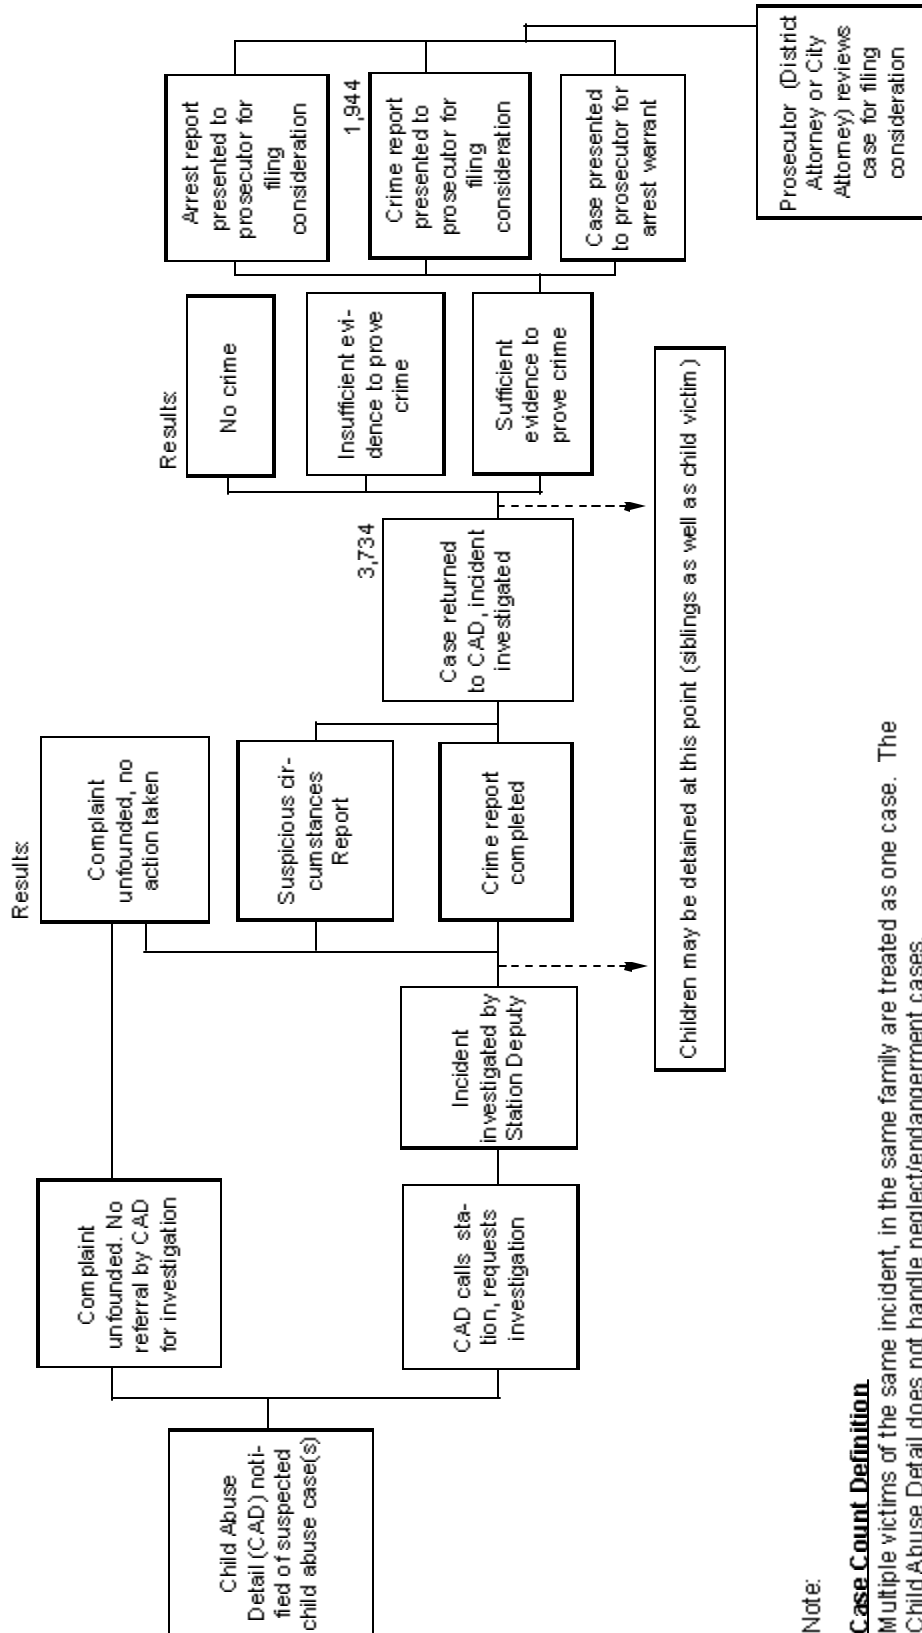 Child Abuse
Detail (CAD) noti-
fied of suspected
child abuse case(s)
Complaint
unfounded. No
referral by CAD
for investigation
CAD calls sta-
tion, requests
investigation
Incident
investigated by
Station Deputy
Results:
Complaint
unfounded, no
action taken
Suspicious cir-
cumstances
Report
Crime report
completed
3,734
Case returned
to CAD, incident
investigated
Results:
No crime
Insufficient evi-
dence to prove
crime
Sufficient
evidence to
prove crime
Arrest report
presented to
prosecutor for
filing
consideration
1,944
Crime report
presented to
prosecutor for
filing
consideration
Case presented
to prosecutor for
arrest warrant
Prosecutor (District
Attorney or City
Attorney) reviews
case for filing
consideration
Children may be detained at this point (siblings as well as child victim)
Note:
Case Count Definition
Multiple victims of the same incident, in the same family are treated as one case. The
Child Abuse Detail does not handle neglect/endangerment cases.